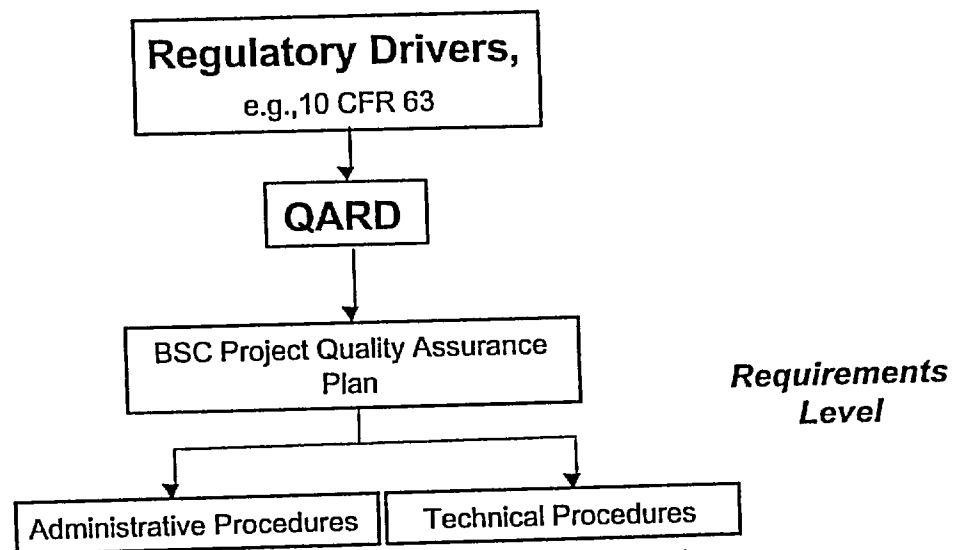 Regulatory Drivers,
e.g.,10 CFR 63
QARD
BSC Project Quality Assurance
Plan
Requirements
Level
Administrative Procedures
Technical Procedures